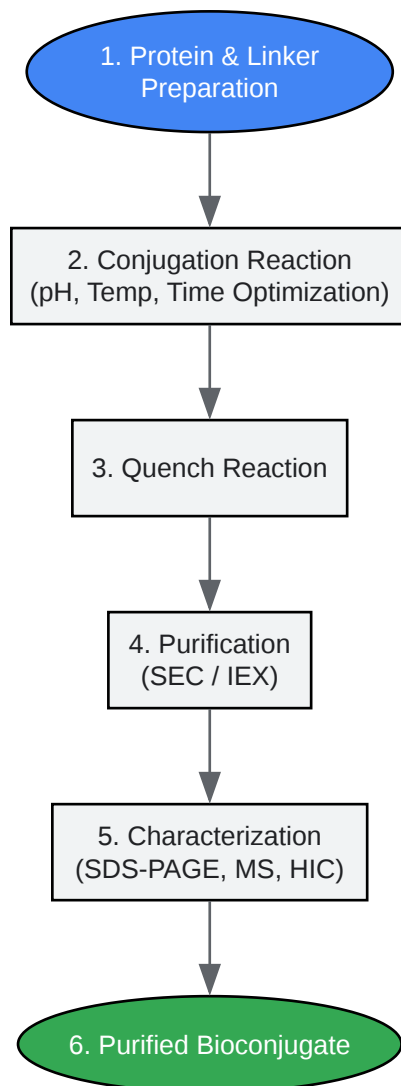 1. Protein & Linker
Preparation
2. Conjugation Reaction
(pH, Temp, Time Optimization)
3. Quench Reaction
4. Purification
(SEC / IEX)
5. Characterization
(SDS-PAGE, MS, HIC)
6. Purified Bioconjugate